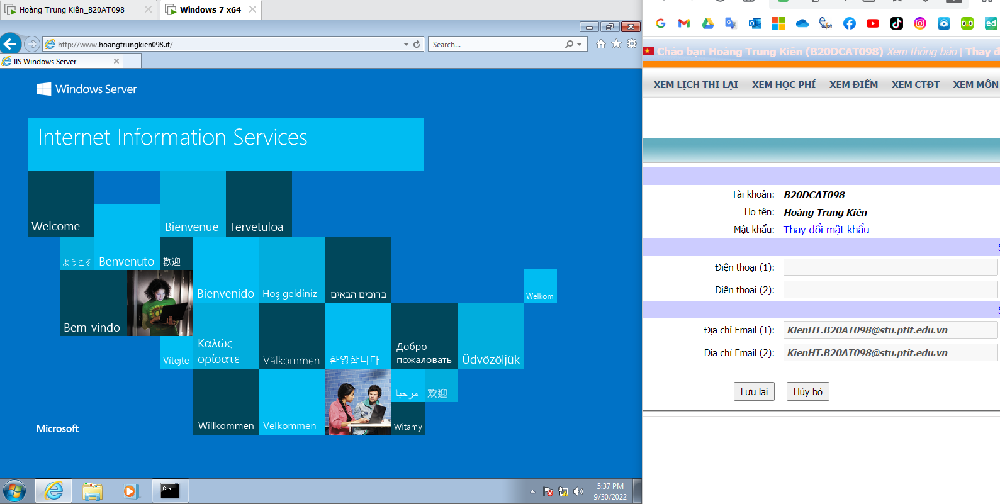 Hoàng Trung Kiên_B20AT098
Windows 7 x64
http://www.hoangtrungkien098.it/
Search...
IIS Windows Server
Windows Server
Internet Information Services
Welcome
Bienvenue
Tervetuloa
ようこそ
Benvenuto
歡迎
Bienvenido
Hoş geldiniz
ברוכים הבאים
Welkom
Bem-vindo
Vítejte
Καλώς
ορίσατε
Välkommen
환영합니다
Добро
пожаловать
Üdvözöljük
مرحبا
欢迎
Willkommen
Velkommen
Witamy
Microsoft
C:\_
5:37 PM
9/30/2022
ed
Chào bạn Hoàng Trung Kiên (B20DCAT098) Xem thông báo | Thay
XEM LỊCH THI LẠI XEM HỌC PHÍ XEM ĐIỂM XEM CTĐT XEM MÔN
Tài khoản: B20DCAT098
Họ tên: Hoàng Trung Kiên
Mật khẩu: Thay đổi mật khẩu
Điện thoại (1):
Điện thoại (2):
Địa chỉ Email (1): KienHT.B20AT098@stu.ptit.edu.vn
Địa chỉ Email (2): KienHT.B20AT098@stu.ptit.edu.vn
Lưu lại Hủy bỏ